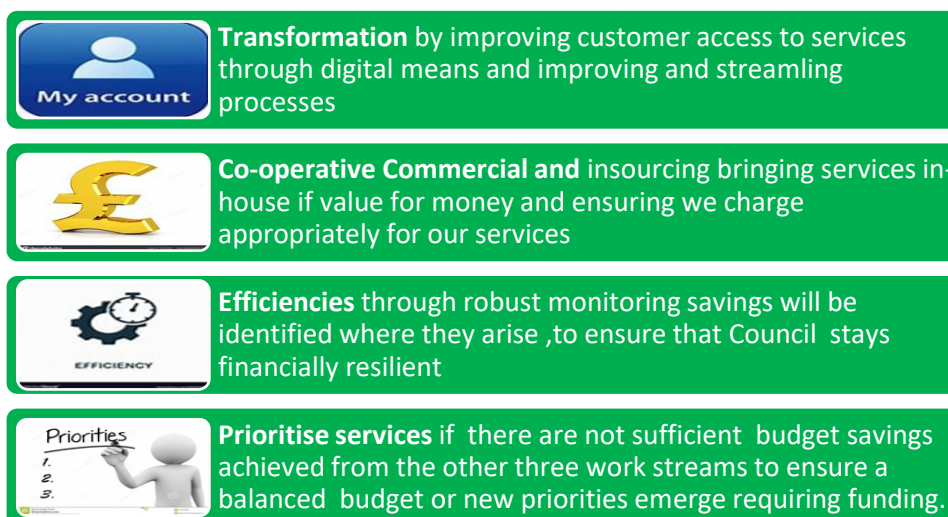 My account
Transformation by improving customer access to services
through digital means and improving and streamling
processes
Co-operative Commercial and insourcing bringing services in-
house if value for money and ensuring we charge
appropriately for our services
EFFICIENCY
Efficiencies through robust monitoring savings will be
identified where they arise ,to ensure that Council  stays
financially resilient
Priorities
1.
2.
3.
Prioritise services if  there are not sufficient  budget savings
achieved from the other three work streams to ensure a
balanced  budget or new priorities emerge requiring funding.